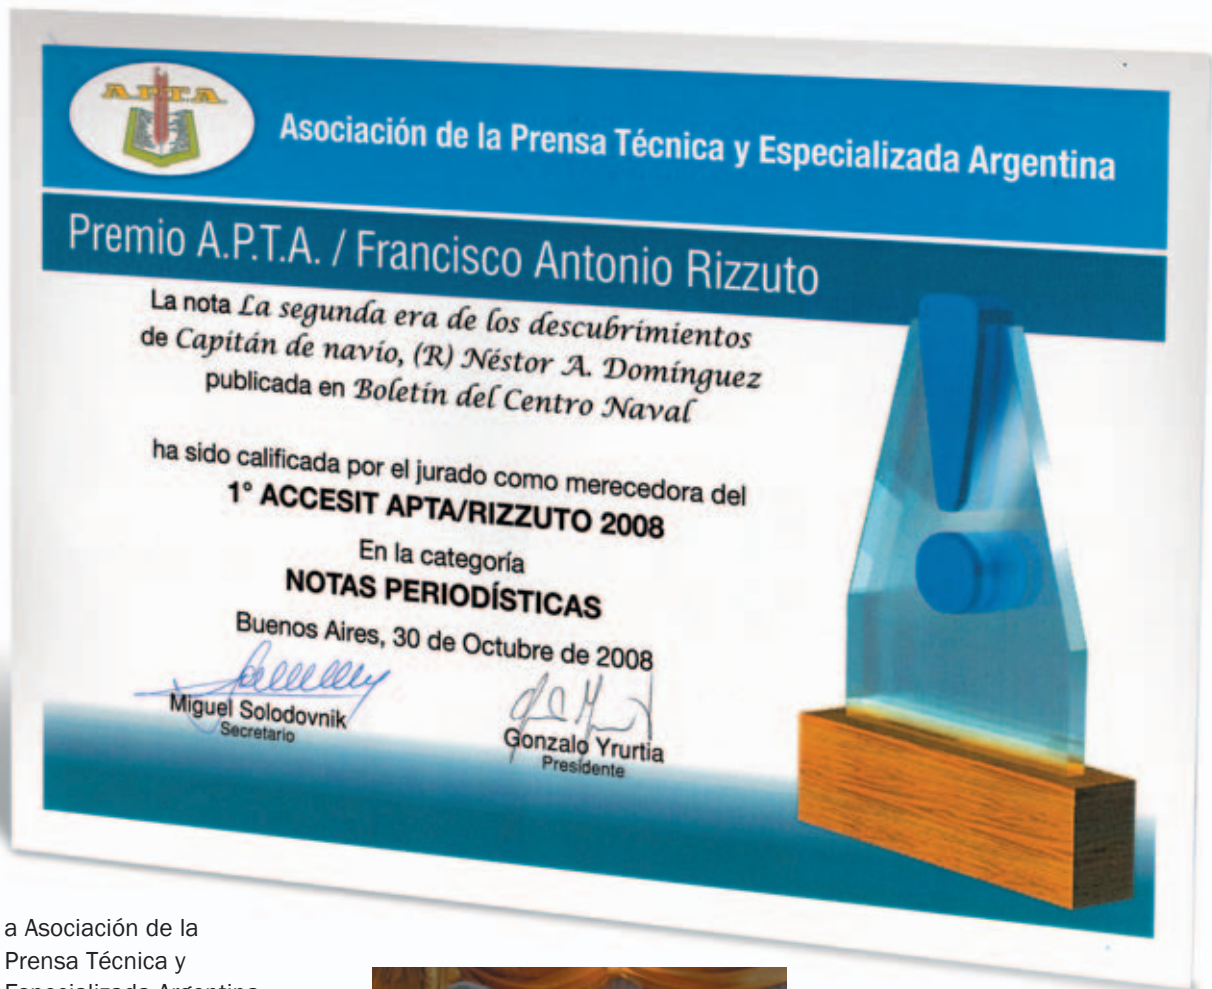 A.P.T.A.
Asociación de la Prensa Técnica y Especializada Argentina
Premio A.P.T.A. / Francisco Antonio Rizzuto
La nota La segunda era de los descubrimientos
de Capitán de navío, (R) Néstor A. Domínguez
publicada en Boletín del Centro Naval
ha sido calificada por el jurado como merecedora del
1° ACCESIT APTA/RIZZUTO 2008
En la categoría
NOTAS PERIODÍSTICAS
Buenos Aires, 30 de Octubre de 2008
Miguel Solodovnik
Secretario
Gonzalo Yrurtia
Presidente
a Asociación de la
Prensa Técnica y
Especializada Argentina